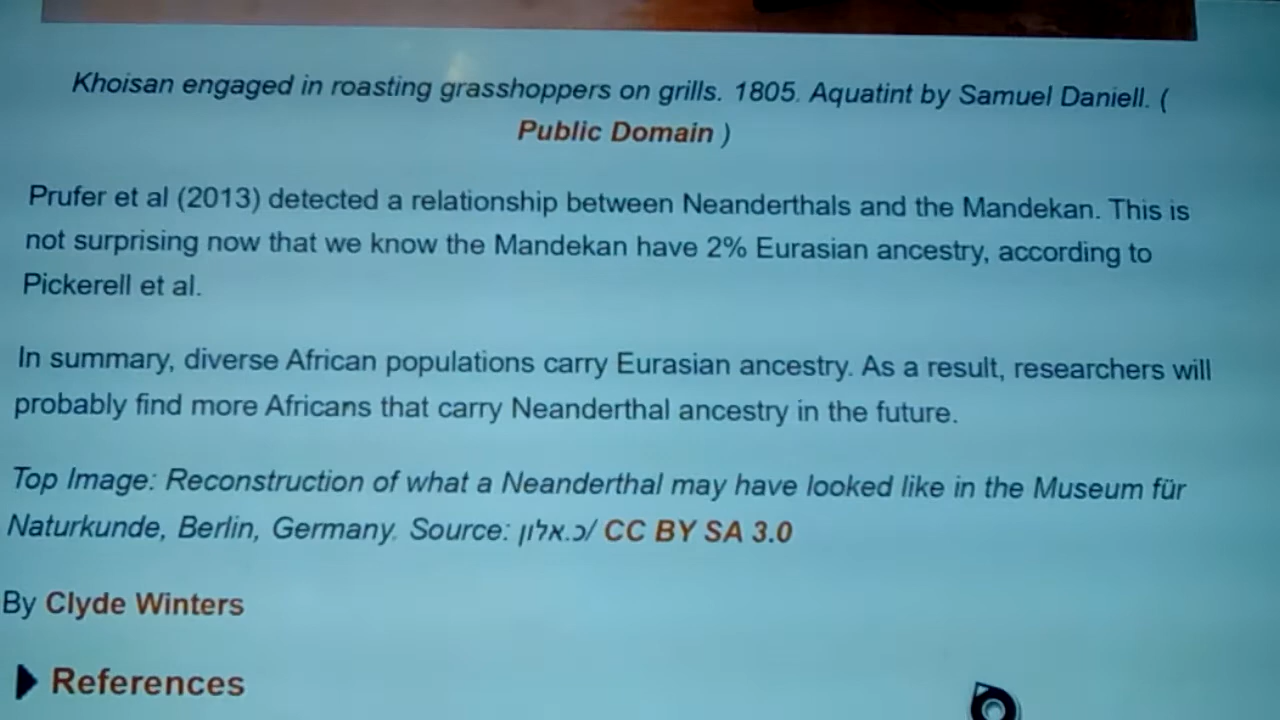 Khoisan engaged in roasting grasshoppers on grills. 1805. Aquatint by Samuel Daniell. (
Public Domain )
Prufer et al (2013) detected a relationship between Neanderthals and the Mandekan. This is
not surprising now that we know the Mandekan have 2% Eurasian ancestry, according to
Pickerell et al.
In summary, diverse African populations carry Eurasian ancestry. As a result, researchers will
probably find more Africans that carry Neanderthal ancestry in the future.
Top Image: Reconstruction of what a Neanderthal may have looked like in the Museum für
Naturkunde, Berlin, Germany. Source: כ.אלון/ CC BY SA 3.0
By Clyde Winters
References